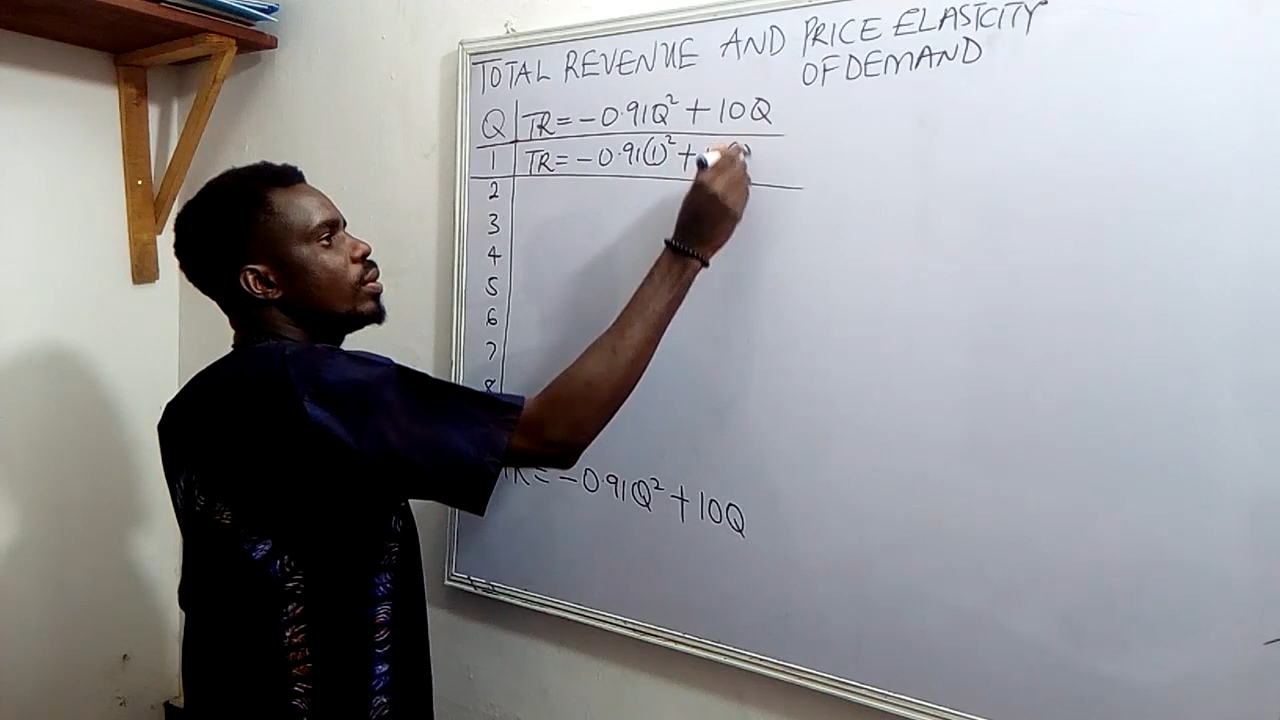 TOTAL REVENUE AND PRICE ELASTCITY
OF DEMAND
Q TR = -0.91Q² + 10Q
1 TR = -0.91(1)² +
2
3
4
5
6
7
8
= -0.91Q² + 10Q